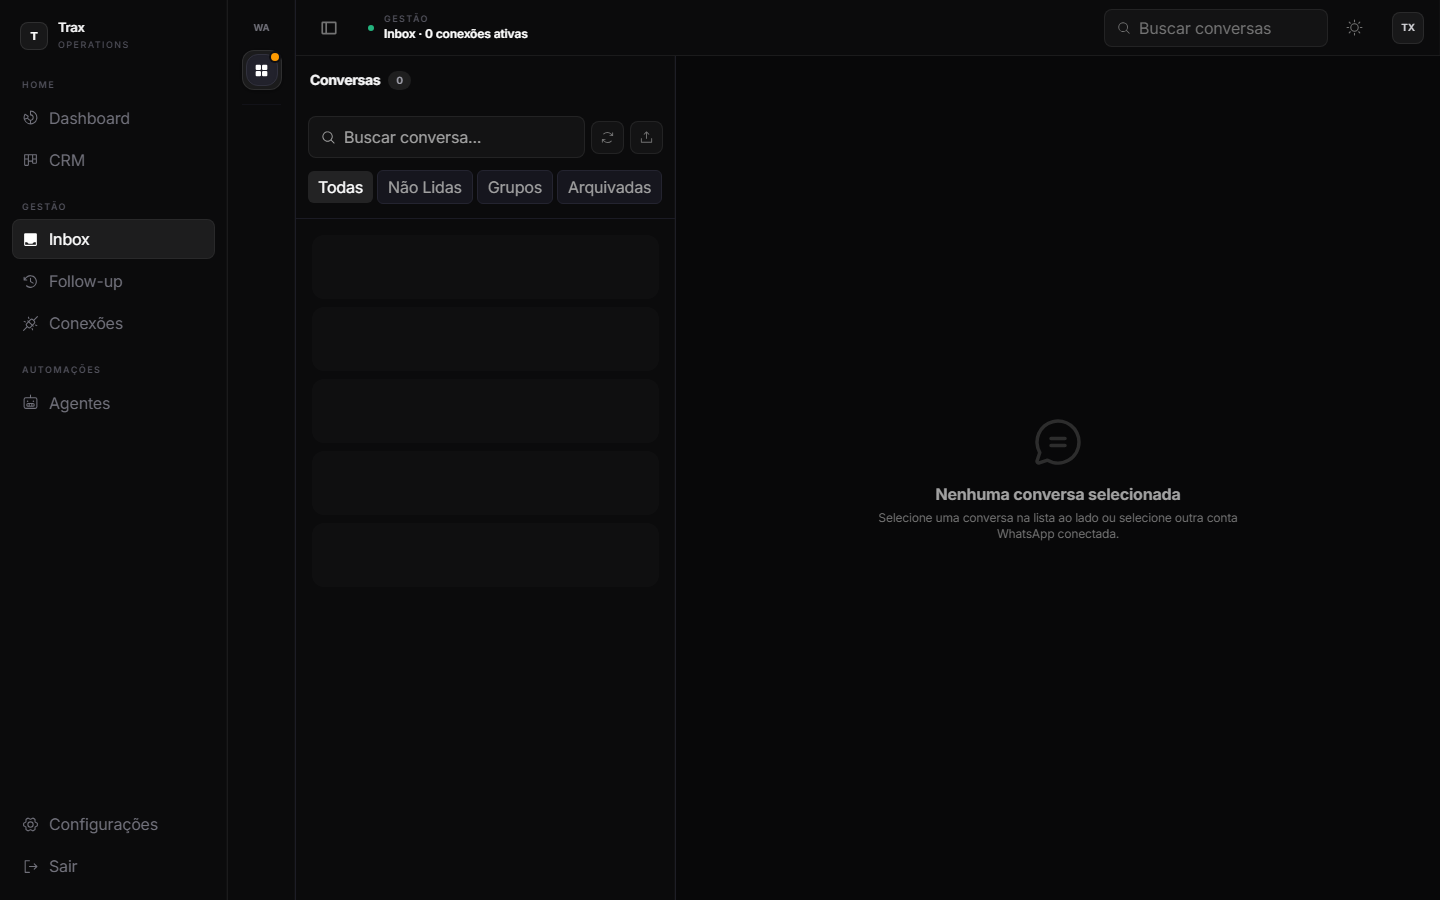 T
Trax
OPERATIONS
HOME
Dashboard
CRM
GESTÃO
Inbox
Follow-up
Conexões
AUTOMAÇÕES
Agentes
Configurações
Sair
WA
GESTÃO
Inbox · 0 conexões ativas
Buscar conversas
TX
Conversas 0
Buscar conversa...
Todas Não Lidas Grupos Arquivadas
Nenhuma conversa selecionada
Selecione uma conversa na lista ao lado ou selecione outra conta
WhatsApp conectada.